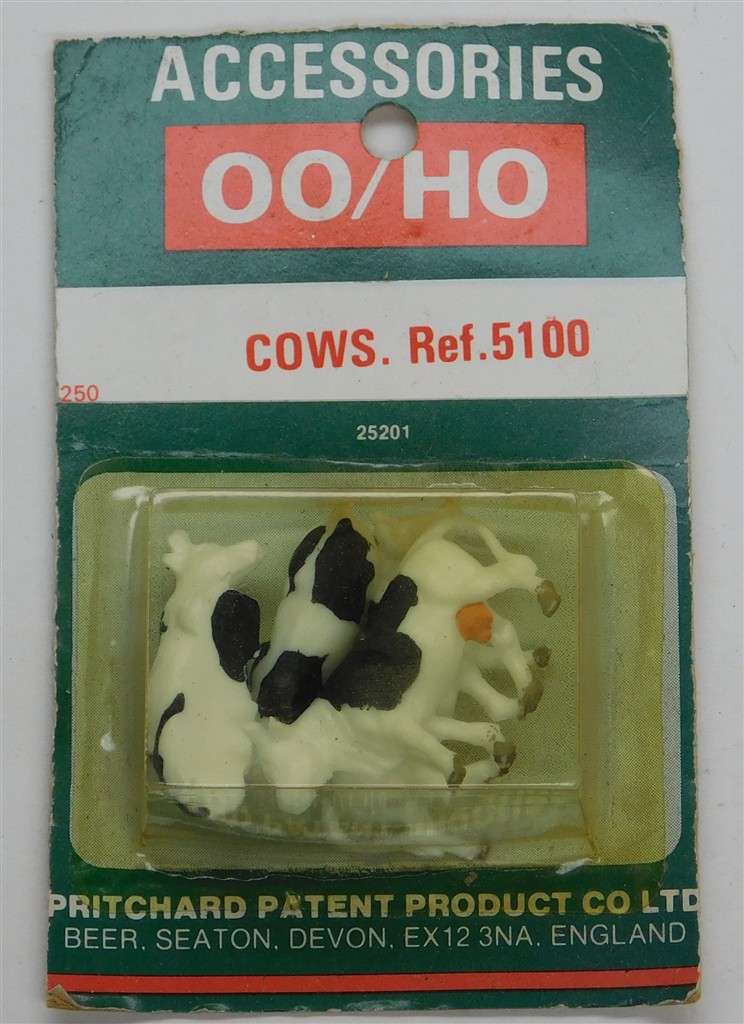 ACCESSORIES
OO/HO
COWS. Ref.5100
250
25201
PRITCHARD PATENT PRODUCT CO LTD
BEER, SEATON, DEVON, EX12 3NA, ENGLAND